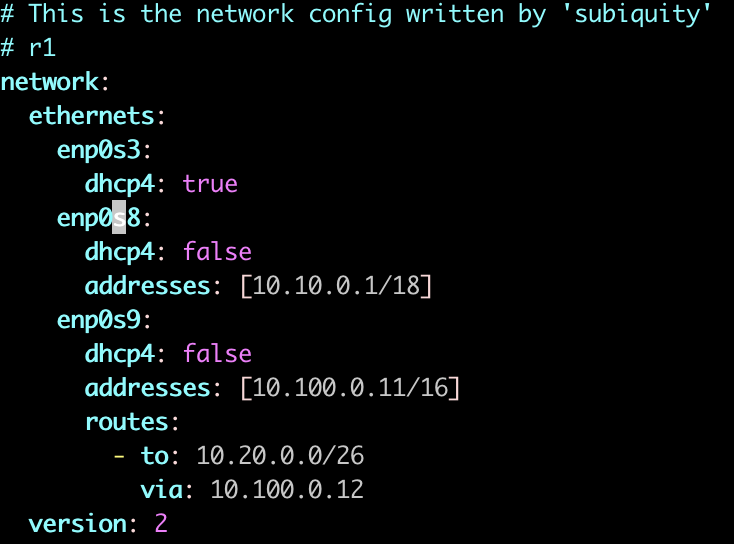 # This is the network config written by 'subiquity'
# r1
network:
  ethernets:
    enp0s3:
      dhcp4: true
    enp0s8:
      dhcp4: false
      addresses: [10.10.0.1/18]
    enp0s9:
      dhcp4: false
      addresses: [10.100.0.11/16]
      routes:
        - to: 10.20.0.0/26
          via: 10.100.0.12
  version: 2